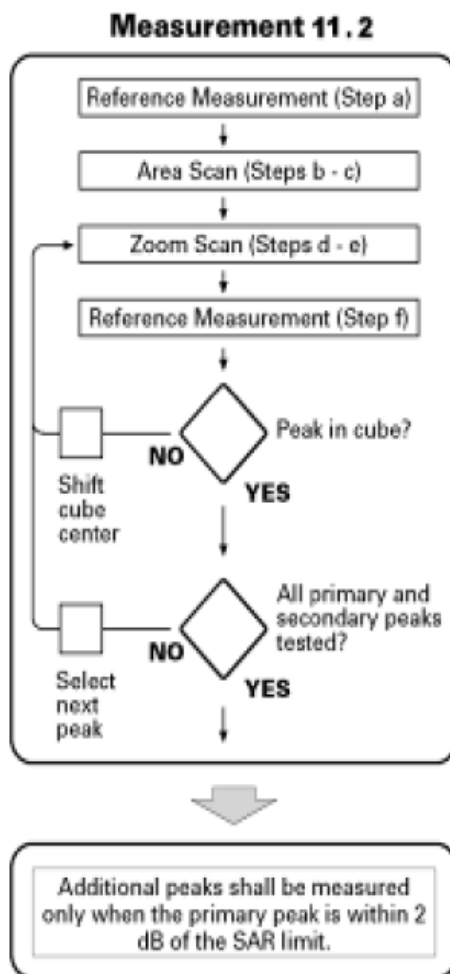 Measurement 11.2
Reference Measurement (Step a)
Area Scan (Steps b - c)
Zoom Scan (Steps d - e)
Reference Measurement (Step f)
Peak in cube?
NO
Shift
cube
center
YES
All primary and
secondary peaks
tested?
NO
Select
next
peak
YES
Additional peaks shall be measured
only when the primary peak is within 2
dB of the SAR limit.